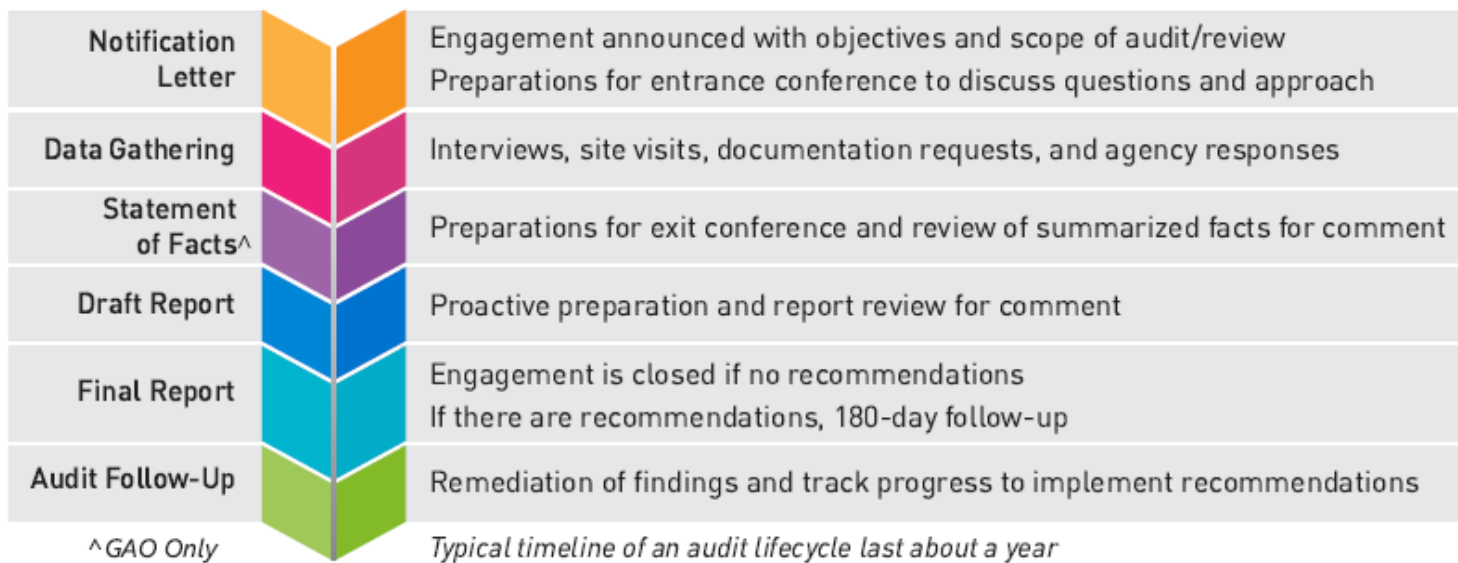 Notification
Letter
Engagement announced with objectives and scope of audit/review
Preparations for entrance conference to discuss questions and approach
Data Gathering
Interviews, site visits, documentation requests, and agency responses
Statement
of Facts^
Preparations for exit conference and review of summarized facts for comment
Draft Report
Proactive preparation and report review for comment
Final Report
Engagement is closed if no recommendations
If there are recommendations, 180-day follow-up
Audit Follow-Up
Remediation of findings and track progress to implement recommendations
^GAO Only
Typical timeline of an audit lifecycle last about a year